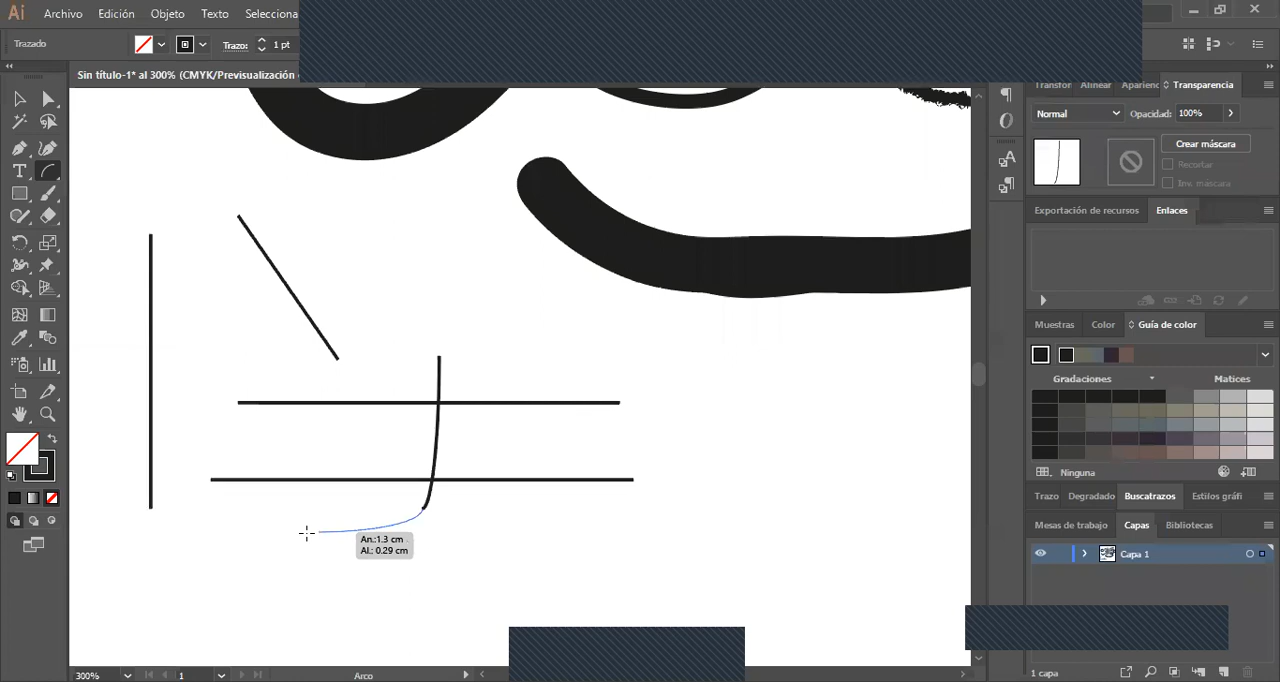 Ai Archivo Edición Objeto Texto Selecciona
Trazado Trazo: 1 pt
Sin título-1* al 300% (CMYK/Previsualización
Transfor Alinear Aparienc Transparencia
Normal Opacidad: 100%
Crear máscara
Recortar
Inv. máscara
Exportación de recursos Enlaces
Muestras Color Guía de color
Gradaciones Matices
Ninguna
Trazo Degradado Buscatrazos Estilos gráfi
Mesas de trabajo Capas Bibliotecas
An.:1.3 cm
Al.: 0.29 cm
Capa 1
300% 1 Arco
1 capa